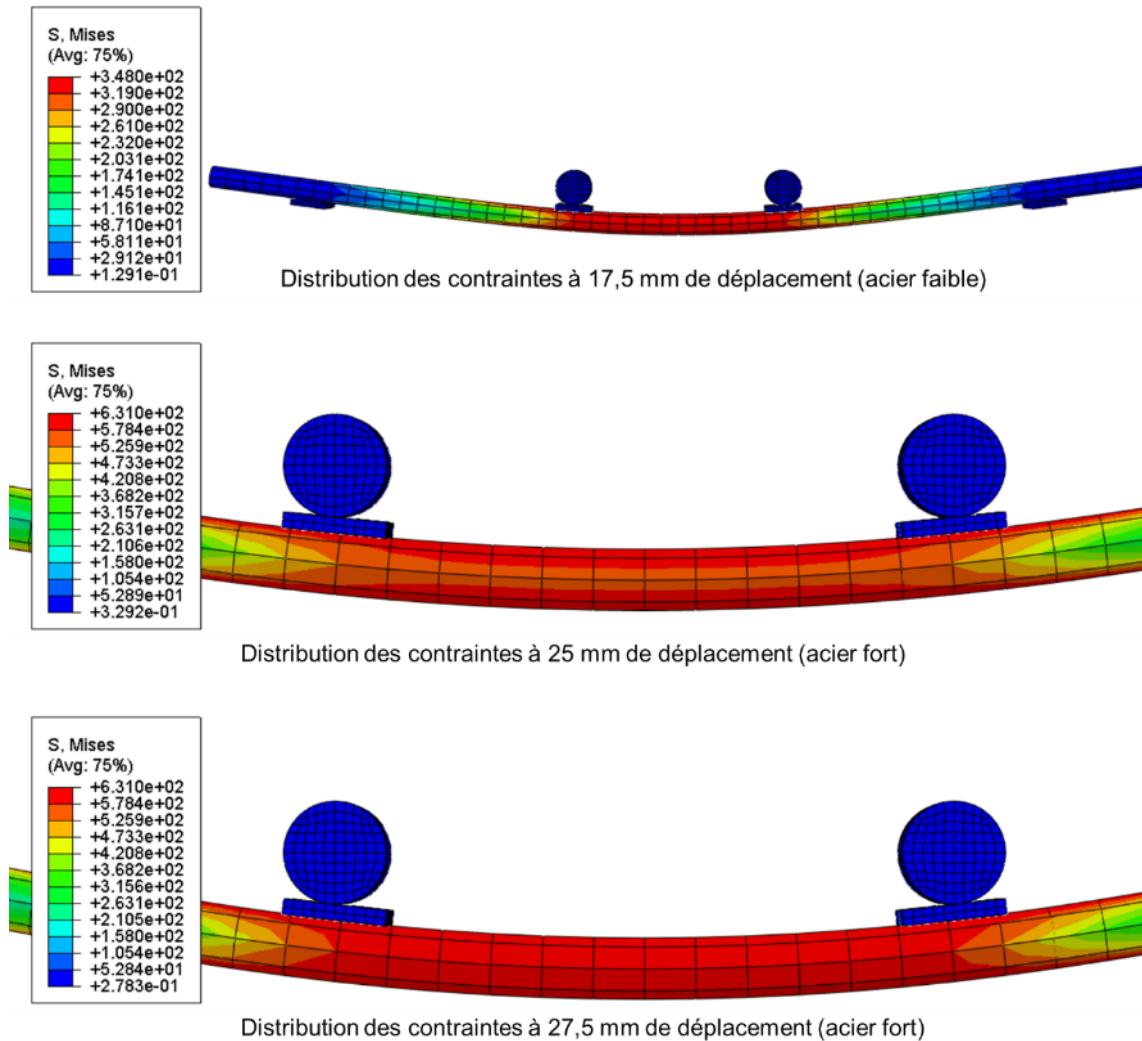 S, Mises
(Avg: 75%)
+3.480e+02
+3.190e+02
+2.900e+02
+2.610e+02
+2.320e+02
+2.031e+02
+1.741e+02
+1.451e+02
+1.161e+02
+8.710e+01
+5.811e+01
+2.912e+01
+1.291e-01
Distribution des contraintes à 17,5 mm de déplacement (acier faible)
S, Mises
(Avg: 75%)
+6.310e+02
+5.784e+02
+5.259e+02
+4.733e+02
+4.208e+02
+3.682e+02
+3.157e+02
+2.631e+02
+2.106e+02
+1.580e+02
+1.054e+02
+5.289e+01
+3.292e-01
Distribution des contraintes à 25 mm de déplacement (acier fort)
S, Mises
(Avg: 75%)
+6.310e+02
+5.784e+02
+5.259e+02
+4.733e+02
+4.208e+02
+3.682e+02
+3.156e+02
+2.631e+02
+2.105e+02
+1.580e+02
+1.054e+02
+5.284e+01
+2.783e-01
Distribution des contraintes à 27,5 mm de déplacement (acier fort)